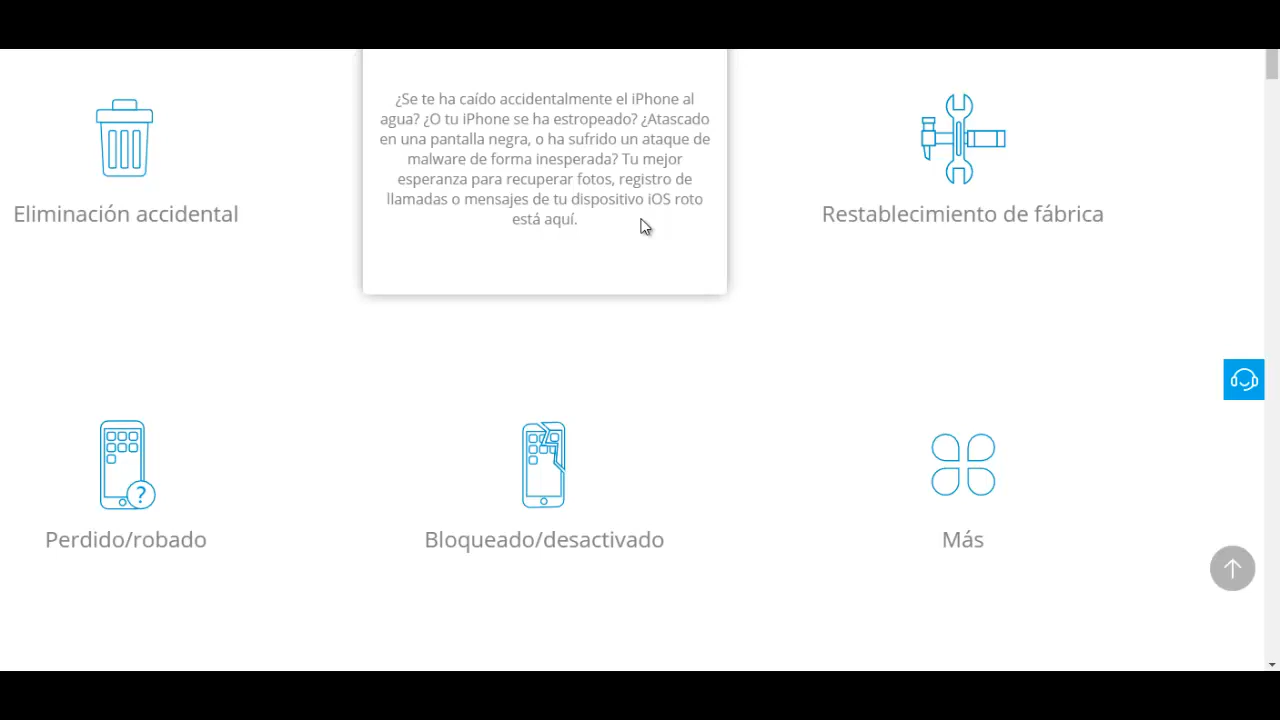 ¿Se te ha caído accidentalmente el iPhone al
agua? ¿O tu iPhone se ha estropeado? ¿Atascado
en una pantalla negra, o ha sufrido un ataque de
malware de forma inesperada? Tu mejor
esperanza para recuperar fotos, registro de
llamadas o mensajes de tu dispositivo iOS roto
está aquí.
Eliminación accidental
Restablecimiento de fábrica
?
Perdido/robado
Bloqueado/desactivado
Más